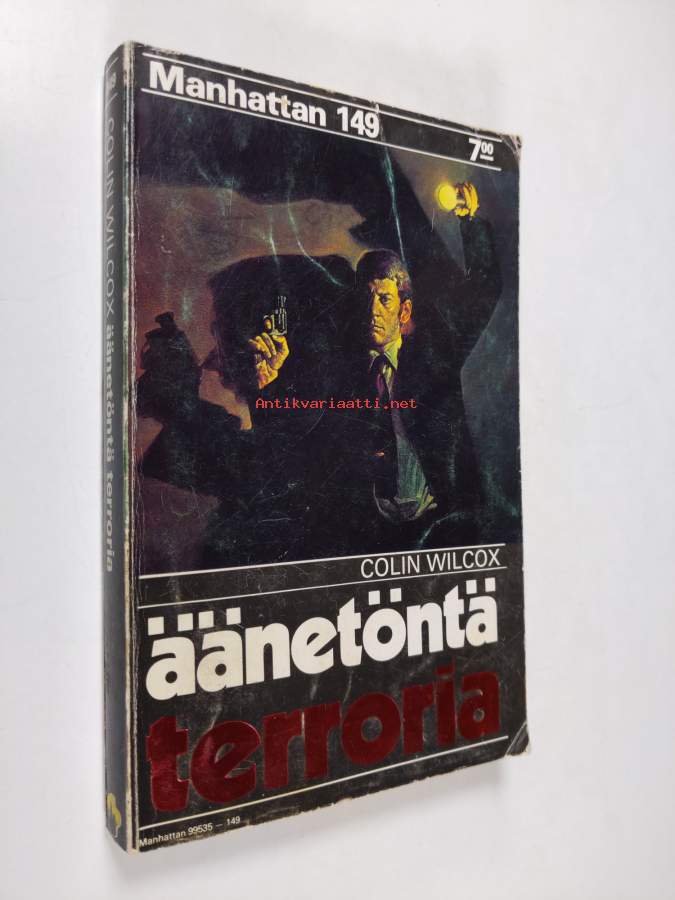 Manhattan 149
7 00
COLIN WILCOX äänetöntä terroria
Antikvariaatti.net
COLIN WILCOX
äänetöntä
terroria
Manhattan 99535 – 149